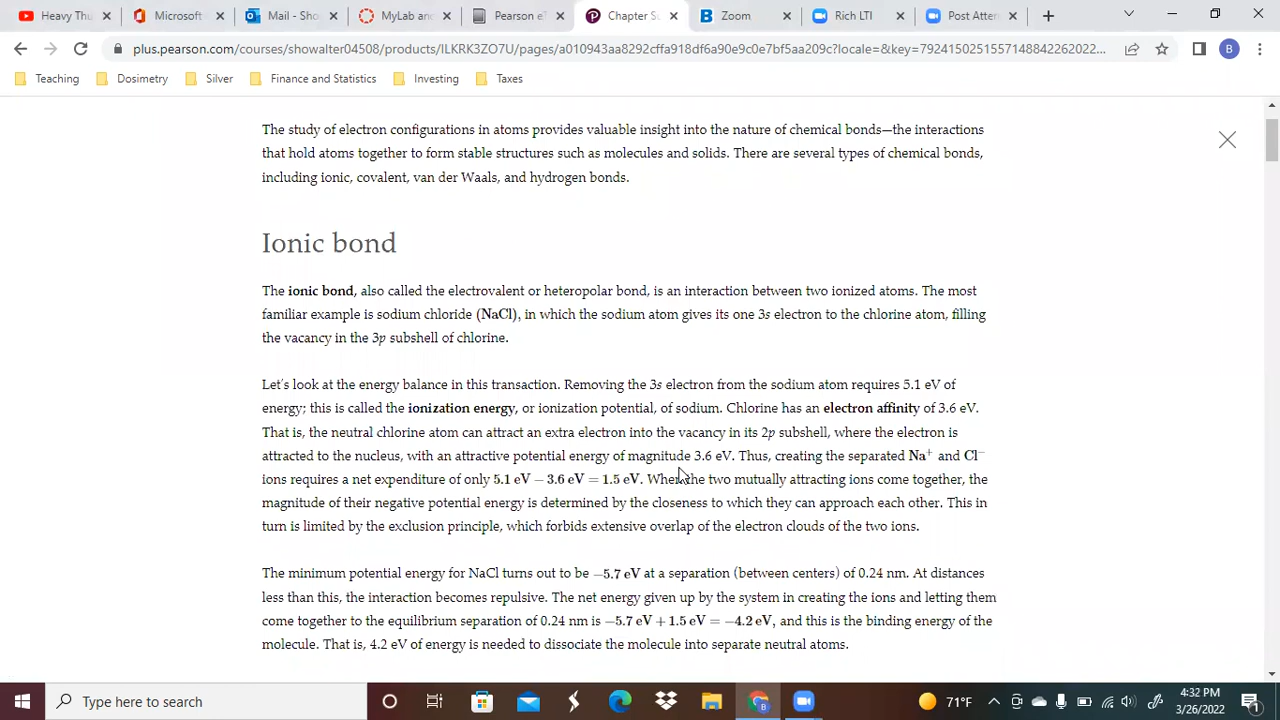 Heavy Thu
Microsoft
Mail - Sho
MyLab and
Pearson e
Chapter Su
Zoom
Rich LTI
Post Atten
plus.pearson.com/courses/showalter04508/products/ILKRK3ZO7U/pages/a010943aa8292cffa918df6a90e9c0e7bf5aa209c?locale=&key=7924150251557148842262022...
B
Teaching
Dosimetry
Silver
Finance and Statistics
Investing
Taxes
The study of electron configurations in atoms provides valuable insight into the nature of chemical bonds—the interactions
that hold atoms together to form stable structures such as molecules and solids. There are several types of chemical bonds,
including ionic, covalent, van der Waals, and hydrogen bonds.
Ionic bond
The ionic bond, also called the electrovalent or heteropolar bond, is an interaction between two ionized atoms. The most
familiar example is sodium chloride (NaCl), in which the sodium atom gives its one 3s electron to the chlorine atom, filling
the vacancy in the 3p subshell of chlorine.
Let's look at the energy balance in this transaction. Removing the 3s electron from the sodium atom requires 5.1 eV of
energy; this is called the ionization energy, or ionization potential, of sodium. Chlorine has an electron affinity of 3.6 eV.
That is, the neutral chlorine atom can attract an extra electron into the vacancy in its 2p subshell, where the electron is
attracted to the nucleus, with an attractive potential energy of magnitude 3.6 eV. Thus, creating the separated Na⁺ and Cl⁻
ions requires a net expenditure of only 5.1 eV − 3.6 eV = 1.5 eV. When the two mutually attracting ions come together, the
magnitude of their negative potential energy is determined by the closeness to which they can approach each other. This in
turn is limited by the exclusion principle, which forbids extensive overlap of the electron clouds of the two ions.
The minimum potential energy for NaCl turns out to be −5.7 eV at a separation (between centers) of 0.24 nm. At distances
less than this, the interaction becomes repulsive. The net energy given up by the system in creating the ions and letting them
come together to the equilibrium separation of 0.24 nm is −5.7 eV + 1.5 eV = −4.2 eV, and this is the binding energy of the
molecule. That is, 4.2 eV of energy is needed to dissociate the molecule into separate neutral atoms.
Type here to search
71°F
4:32 PM
3/26/2022
1